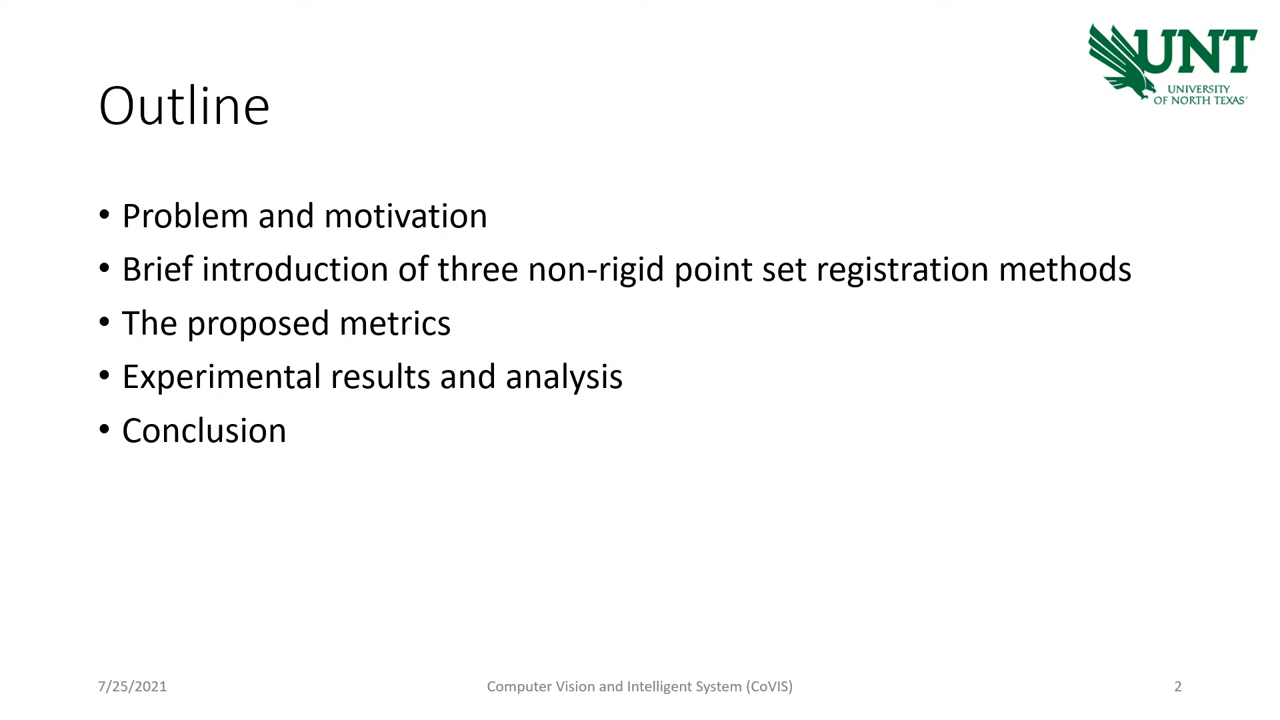 UNT
UNIVERSITY
OF NORTH TEXAS
Outline
• Problem and motivation
• Brief introduction of three non-rigid point set registration methods
• The proposed metrics
• Experimental results and analysis
• Conclusion
7/25/2021
Computer Vision and Intelligent System (CoVIS)
2